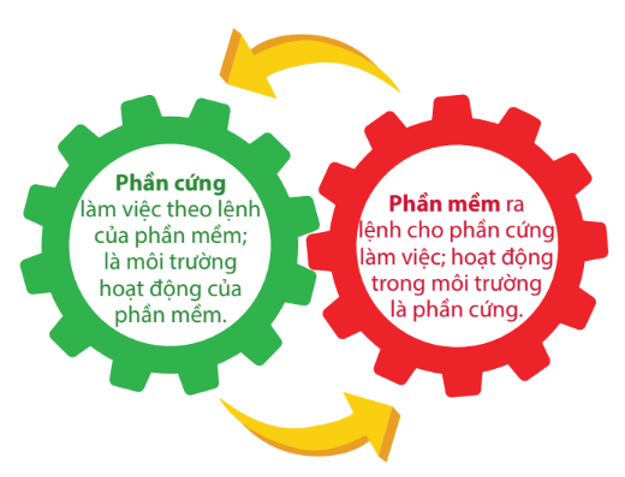 Phần cứng
làm việc theo lệnh
của phần mềm;
là môi trường
hoạt động của
phần mềm.
Phần mềm ra
lệnh cho phần cứng
làm việc; hoạt động
trong môi trường
là phần cứng.